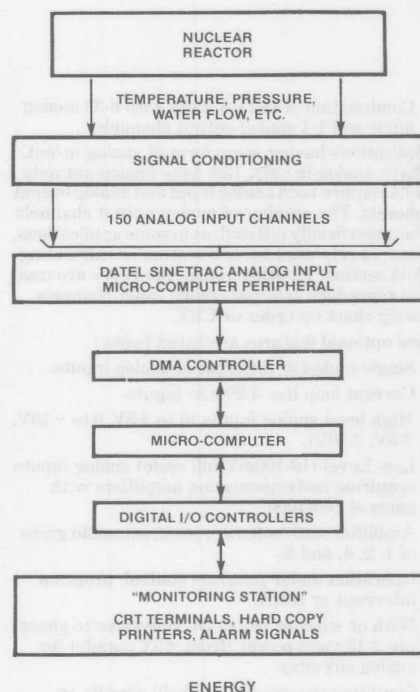 NUCLEAR
REACTOR
TEMPERATURE, PRESSURE,
WATER FLOW, ETC.
SIGNAL CONDITIONING
200 ANALOG INPUT CHANNELS
DATEL SINETRAC ANALOG INPUT
MICRO-COMPUTER PERIPHERAL
DMA CONTROLLER
MICRO-COMPUTER
DIGITAL I/O CONTROLLERS
"MONITORING STATION"
CRT TERMINALS, HARD COPY
PRINTERS, ALARM SIGNALS
ENERGY